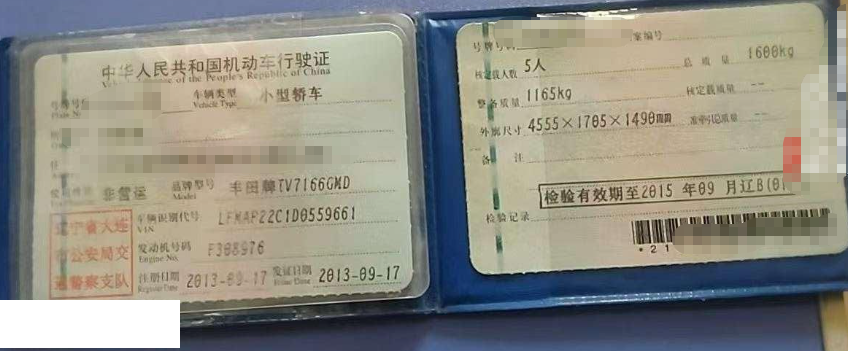 中华人民共和国机动车行驶证
of the People's Republic of China
车辆类型 小型轿车
Vehicle Type
非营运
品牌型号 丰田牌TV7166GMD
Model
车辆识别代号
VIN
发动机号码 F308976
Engine No.
注册日期 2013-09-17 发证日期 2013-09-17
Register Date Issue Date
辽宁省大连
市公安局交
通警察支队
号牌号码
案编号
核定载人数 5人 总质量 1600kg
整备质量 1165kg 核定载质量 --
外廓尺寸 4555×1705×1490mm 准牵引总质量 --
备注
检验有效期至2015 年09 月辽B(01
检验记录
*21